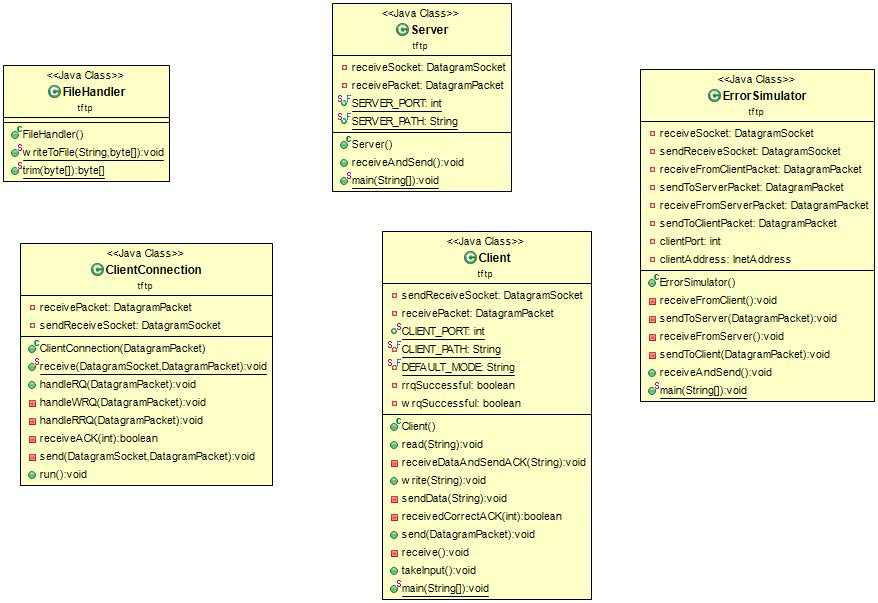 <<Java Class>>
FileHandler
tftp
FileHandler()
writeToFile(String,byte[]):void
trim(byte[]):byte[]
<<Java Class>>
Server
tftp
receiveSocket: DatagramSocket
receivePacket: DatagramPacket
SERVER_PORT: int
SERVER_PATH: String
Server()
receiveAndSend():void
main(String[]):void
<<Java Class>>
ErrorSimulator
tftp
receiveSocket: DatagramSocket
sendReceiveSocket: DatagramSocket
receiveFromClientPacket: DatagramPacket
sendToServerPacket: DatagramPacket
receiveFromServerPacket: DatagramPacket
sendToClientPacket: DatagramPacket
clientPort: int
clientAddress: InetAddress
ErrorSimulator()
receiveFromClient():void
sendToServer(DatagramPacket):void
receiveFromServer():void
sendToClient(DatagramPacket):void
receiveAndSend():void
main(String[]):void
<<Java Class>>
ClientConnection
tftp
receivePacket: DatagramPacket
sendReceiveSocket: DatagramSocket
ClientConnection(DatagramPacket)
receive(DatagramSocket,DatagramPacket):void
handleRQ(DatagramPacket):void
handleWRQ(DatagramPacket):void
handleRRQ(DatagramPacket):void
receiveACK(int):boolean
send(DatagramSocket,DatagramPacket):void
run():void
<<Java Class>>
Client
tftp
sendReceiveSocket: DatagramSocket
receivePacket: DatagramPacket
CLIENT_PORT: int
CLIENT_PATH: String
DEFAULT_MODE: String
rrqSuccessful: boolean
wrqSuccessful: boolean
Client()
read(String):void
receiveDataAndSendACK(String):void
write(String):void
sendData(String):void
receivedCorrectACK(int):boolean
send(DatagramPacket):void
receive():void
takeInput():void
main(String[]):void